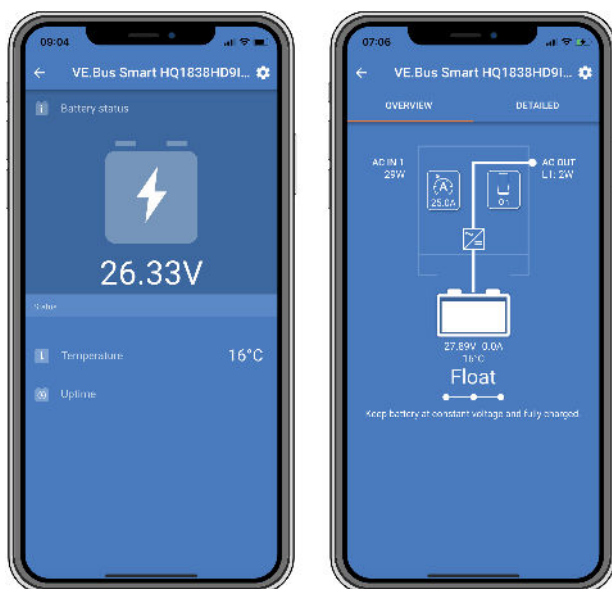 09:04
VE.Bus Smart HQ1838HD9I...
Battery status
26.33V
Status
Temperature 16°C
Uptime
07:06
VE.Bus Smart HQ1838HD9I...
OVERVIEW DETAILED
AC IN 1
29W
AC OUT
L1: 2W
A
25.0A
27.89V 0.0A
16°C
Float
Keep battery at constant voltage and fully charged